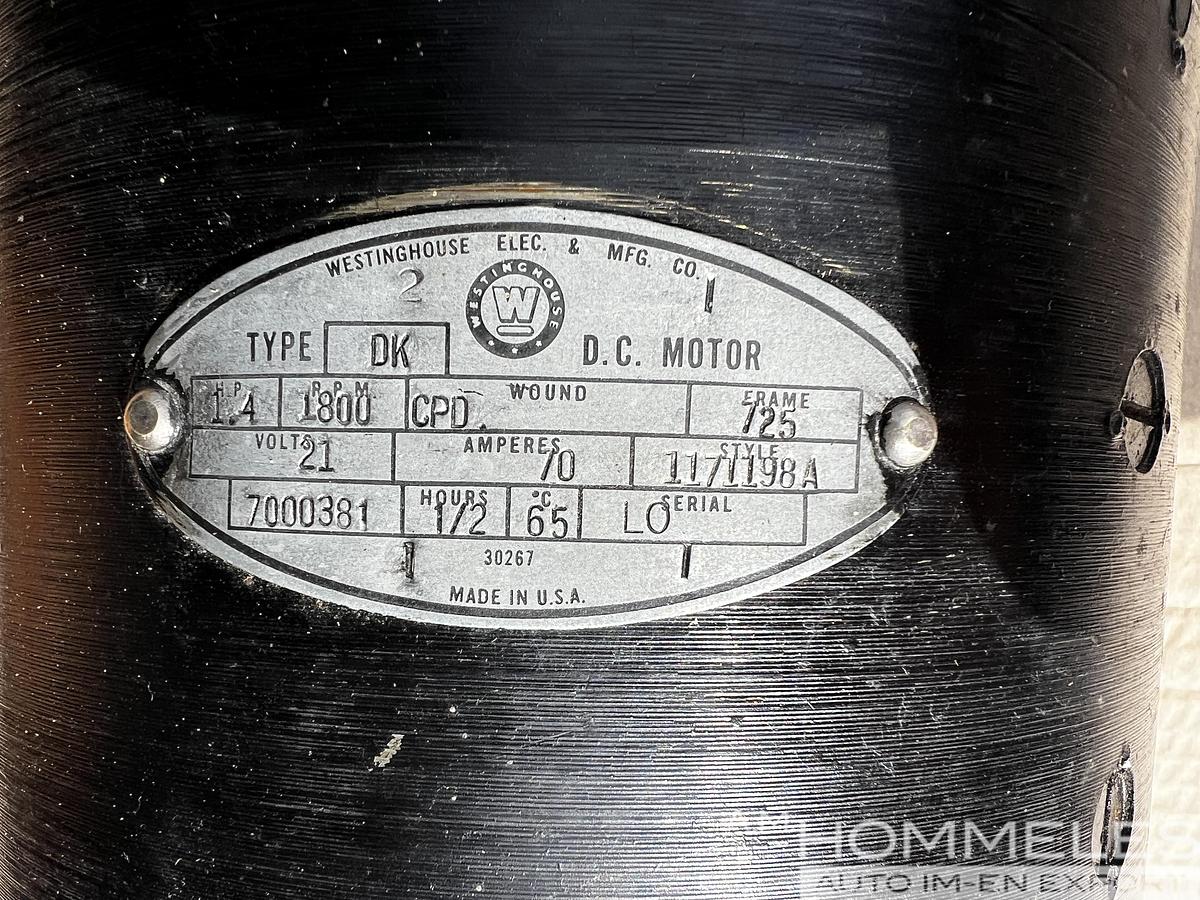 WESTINGHOUSE ELEC. & MFG. CO.
2
WESTINGHOUSE
W
TYPE DK D.C. MOTOR
H.P. R.P.M WOUND FRAME
1.4 1800 CPD. 725
VOLTS AMPERES STYLE
21 70 1171198A
HOURS °C. SERIAL
7000381 1/2 65 LO
30267
MADE IN U.S.A.
HOMMELES
AUTO IM-EN EXPORT